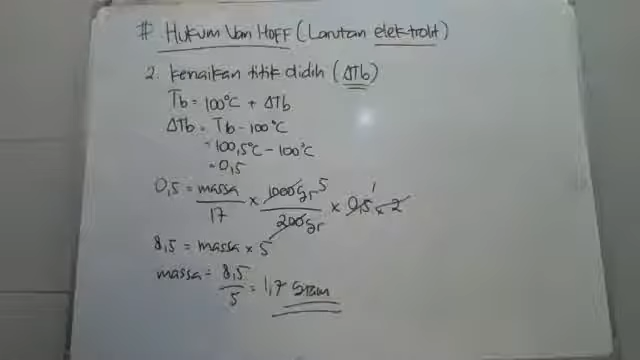 # Hukum Van HOFF (Larutan elektrolit)
2. kenaikan titik didih (ΔTb)
Tb = 100°C + ΔTb
ΔTb = Tb - 100°C
= 100,5°C - 100°C
= 0,5
0,5 = massa/17 × 1000gr/200gr 5 × 0,5 × 2 1
8,5 = massa × 5
massa = 8,5/5 = 1,7 gram